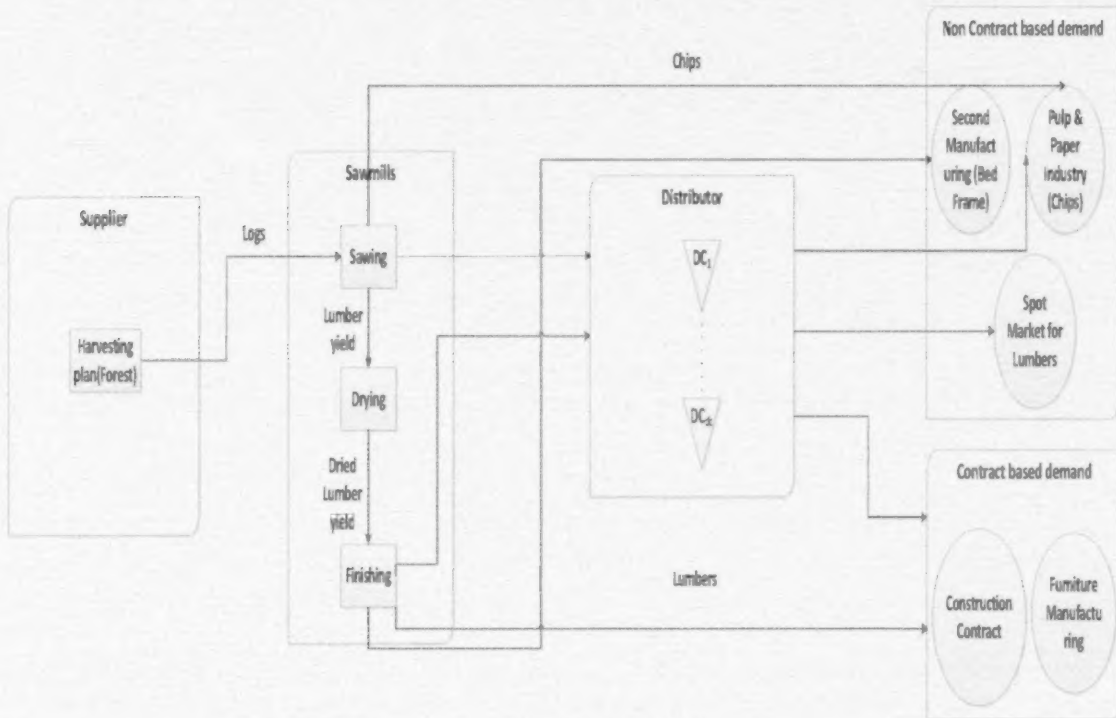 Non Contract based demand
Chips
Second
Manufact
uring (Bed
Frame)
Pulp &
Paper
Industry
(Chips)
Sawmills
Distributor
Supplier
Logs
Sawing
DC1
Lumber
yield
Spot
Market for
Lumbers
Harvesting
plan(Forest)
Drying
Dried
Lumber
yield
Contract based demand
Finishing
Lumbers
Construction
Contract
Furniture
Manufactu
ring